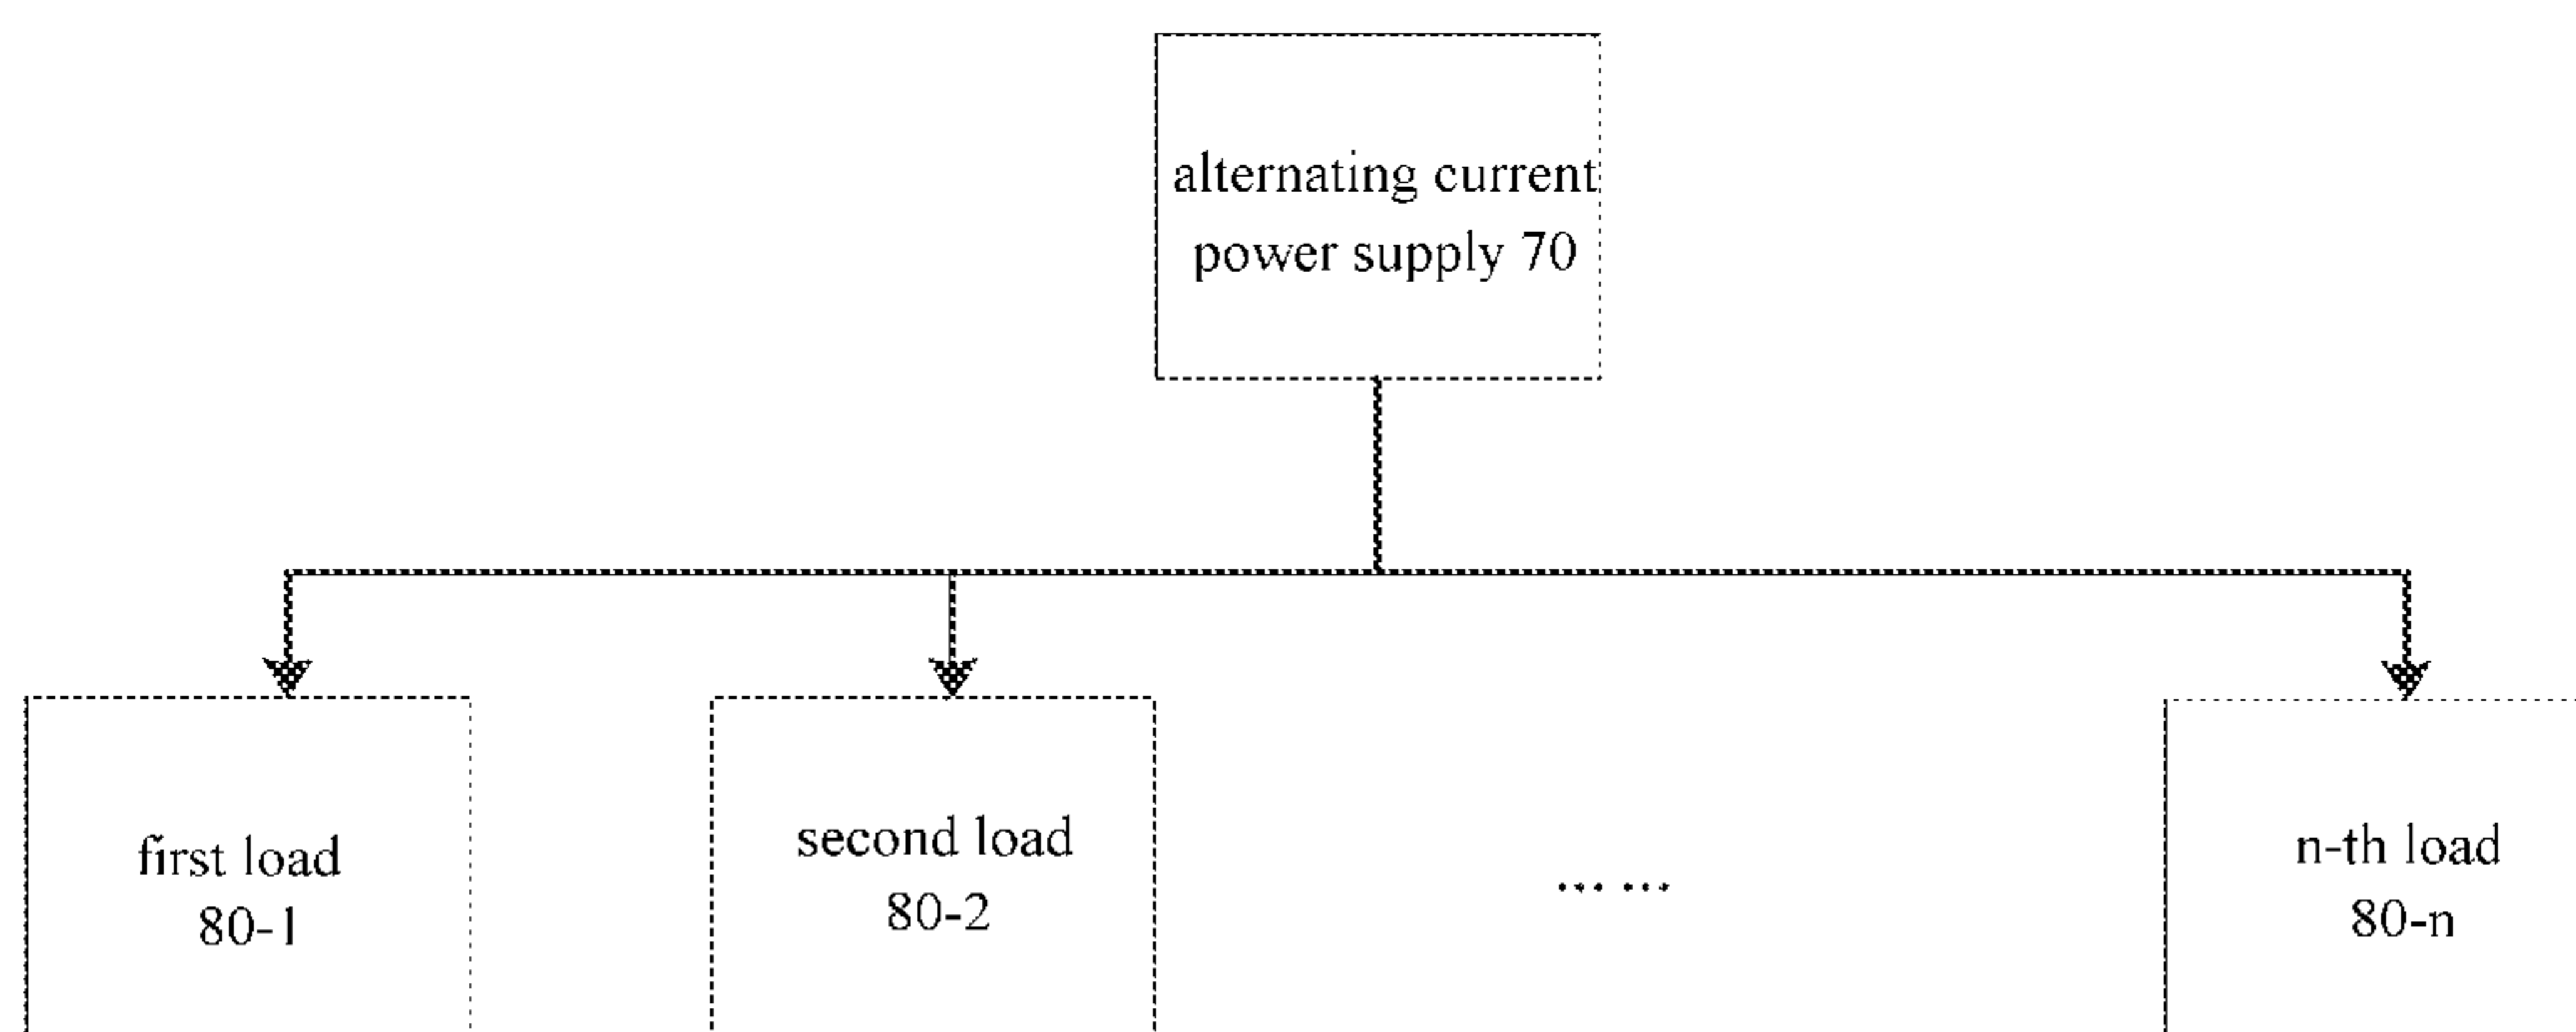 alternating current
power supply 70
first load
80-1
second load
80-2
... ...
n-th load
80-n